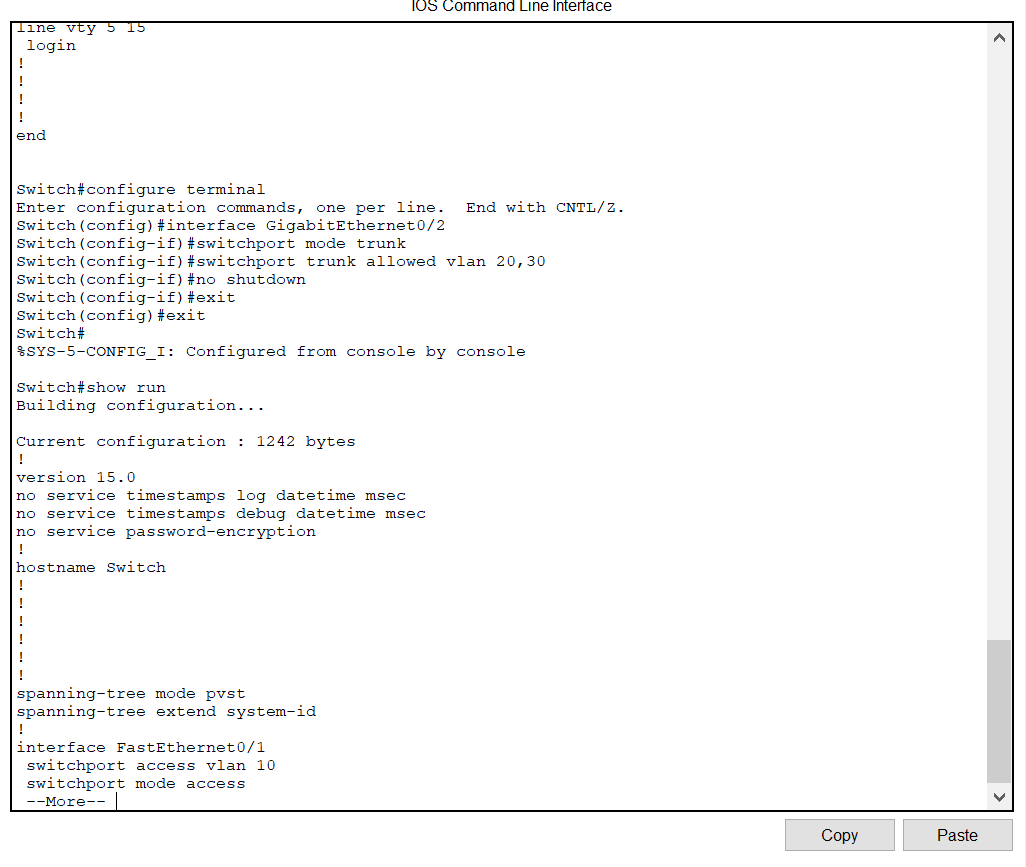 IOS Command Line Interface
line vty 5 15
login
!
!
!
!
end
Switch#configure terminal
Enter configuration commands, one per line.  End with CNTL/Z.
Switch(config)#interface GigabitEthernet0/2
Switch(config-if)#switchport mode trunk
Switch(config-if)#switchport trunk allowed vlan 20,30
Switch(config-if)#no shutdown
Switch(config-if)#exit
Switch(config)#exit
Switch#
%SYS-5-CONFIG_I: Configured from console by console
Switch#show run
Building configuration...
Current configuration : 1242 bytes
!
version 15.0
no service timestamps log datetime msec
no service timestamps debug datetime msec
no service password-encryption
!
hostname Switch
!
!
!
!
!
!
spanning-tree mode pvst
spanning-tree extend system-id
!
interface FastEthernet0/1
switchport access vlan 10
switchport mode access
--More--
Copy
Paste